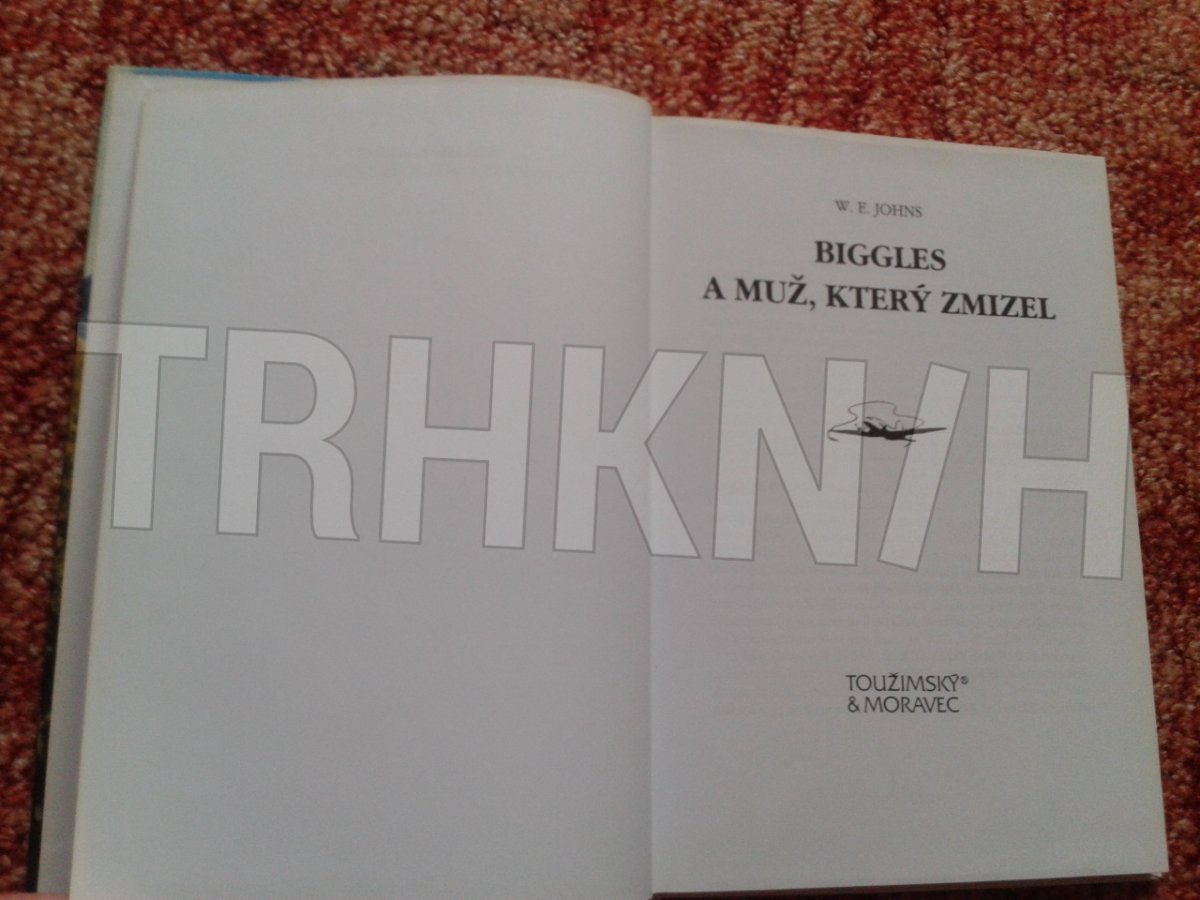 W. E. JOHNS
BIGGLES
A MUŽ, KTERÝ ZMIZEL
TRHKNIH
TOUŽIMSKÝ®
& MORAVEC